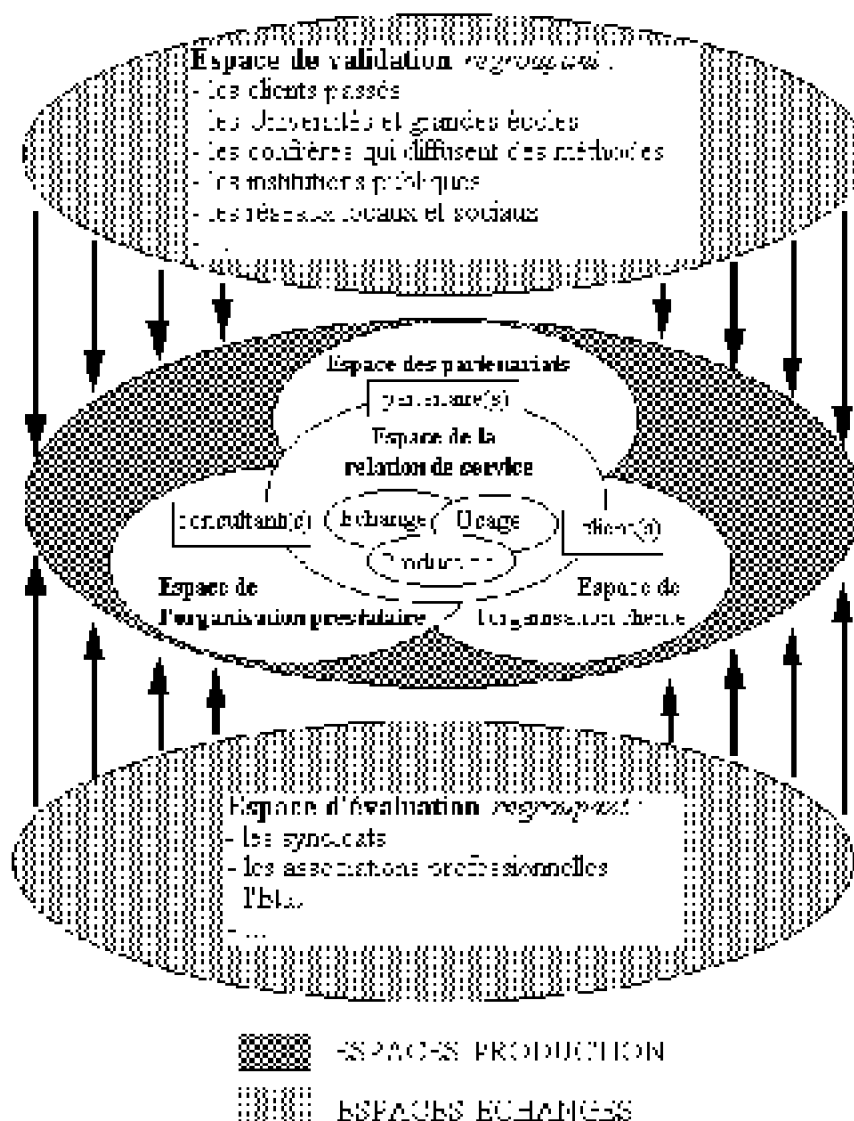 Espace de validation regroupant :
- les clients passés
les Universités et grandes écoles
- les confrères qui diffusent des méthodes
- les institutions publiques
- les réseaux locaux et sociaux
- ...
Espace des partenariats
partenaire(s)
Espace de la
relation de service
consultant(s)
Echange
Usage
client(s)
Production
Espace de
l'organisation prestataire
Espace de
l'organisation cliente
Espace d'évaluation regroupant :
- les syndicats
- les associations professionnelles
l'Etat
- ...
ESPACES PRODUCTION
ESPACES ECHANGES